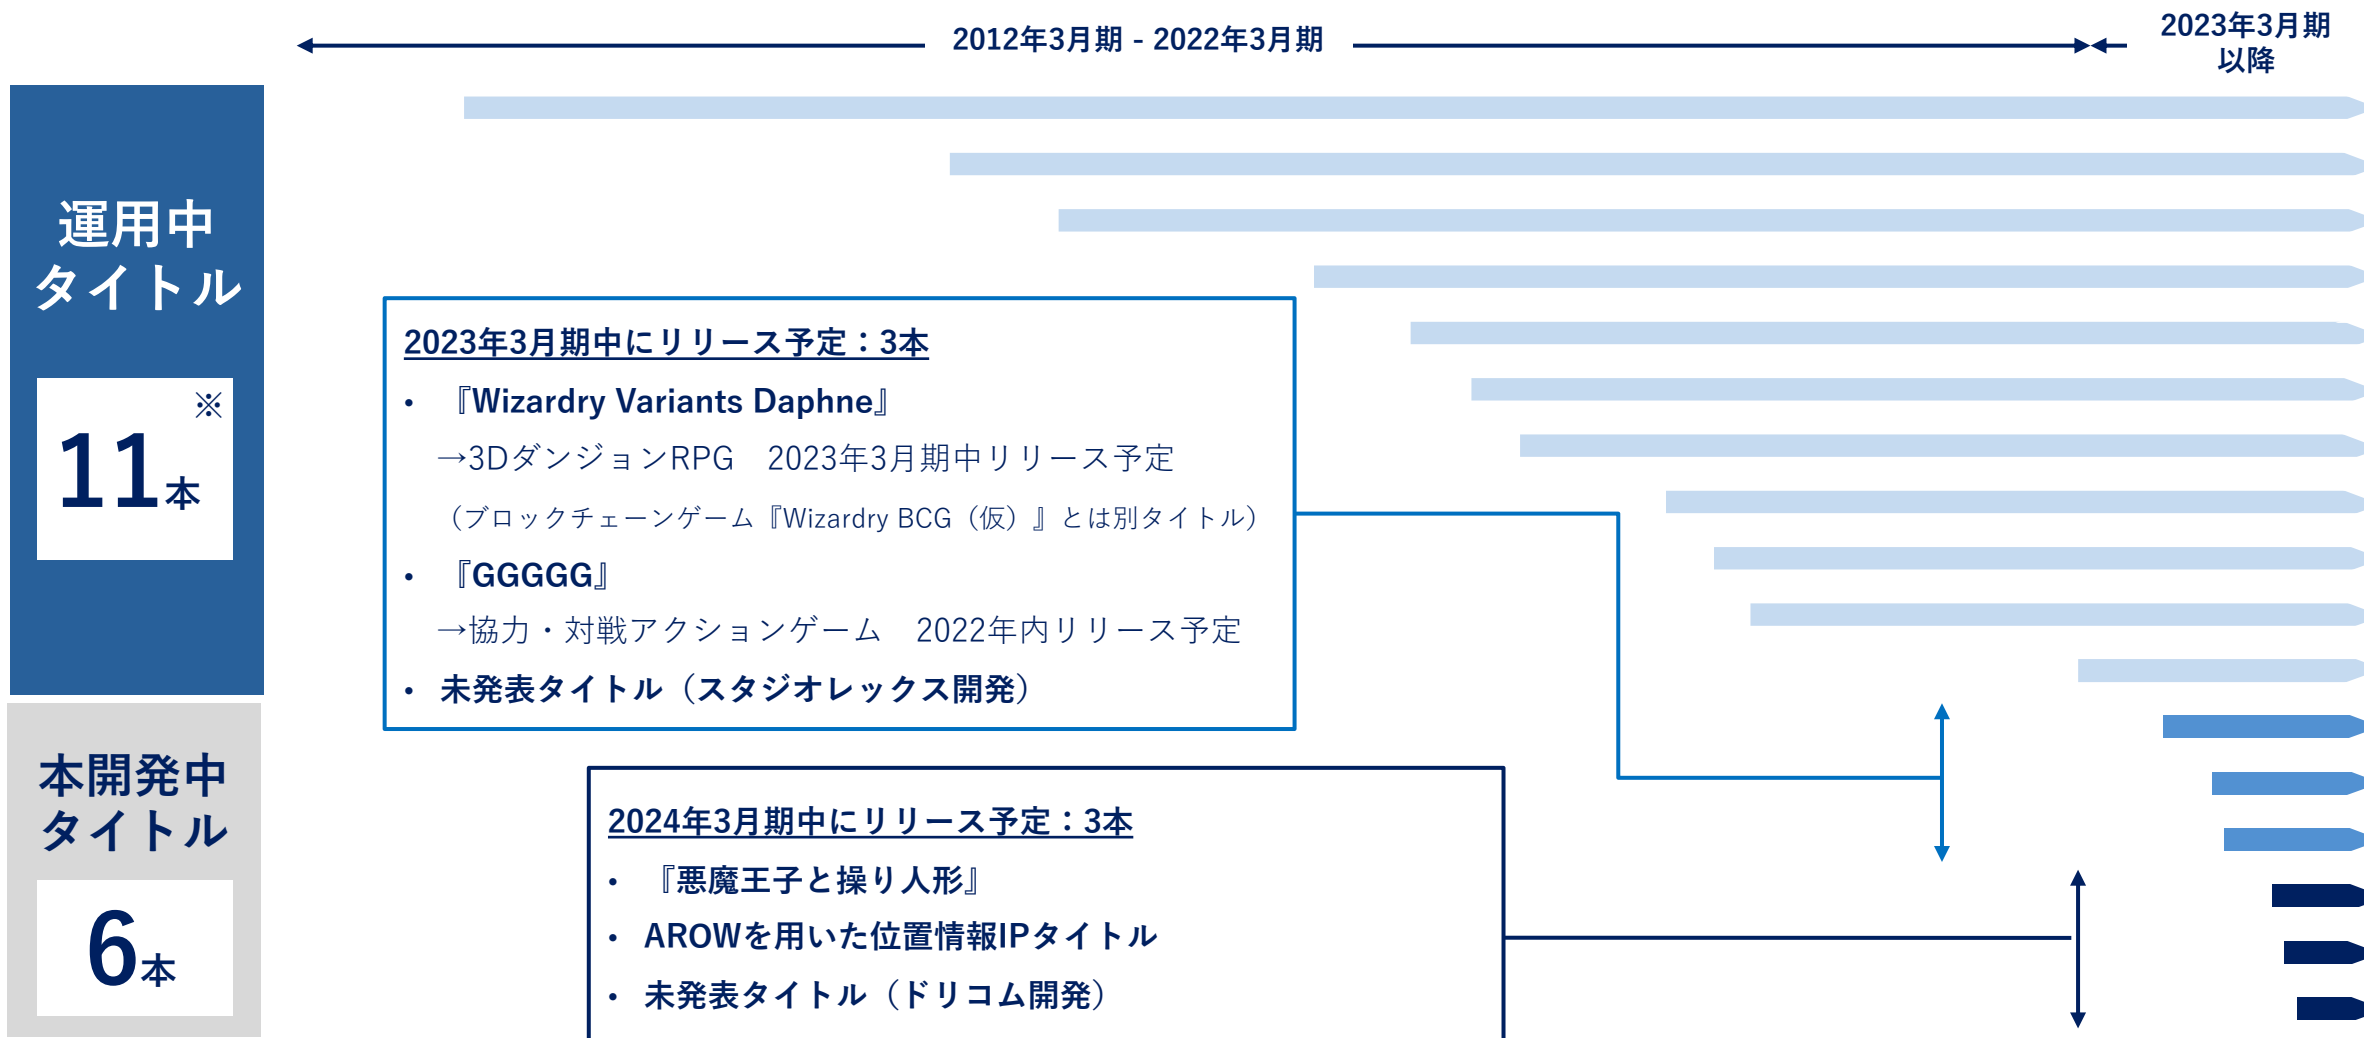 2012年3月期 - 2022年3月期
2023年3月期
以降
運用中
タイトル
※
11本
2023年3月期中にリリース予定：3本
• 『Wizardry Variants Daphne』
→3DダンジョンRPG　2023年3月期中リリース予定
（ブロックチェーンゲーム『Wizardry BCG（仮）』とは別タイトル）
• 『GGGGG』
→協力・対戦アクションゲーム　2022年内リリース予定
• 未発表タイトル（スタジオレックス開発）
本開発中
タイトル
6本
2024年3月期中にリリース予定：3本
• 『悪魔王子と操り人形』
• AROWを用いた位置情報IPタイトル
• 未発表タイトル（ドリコム開発）